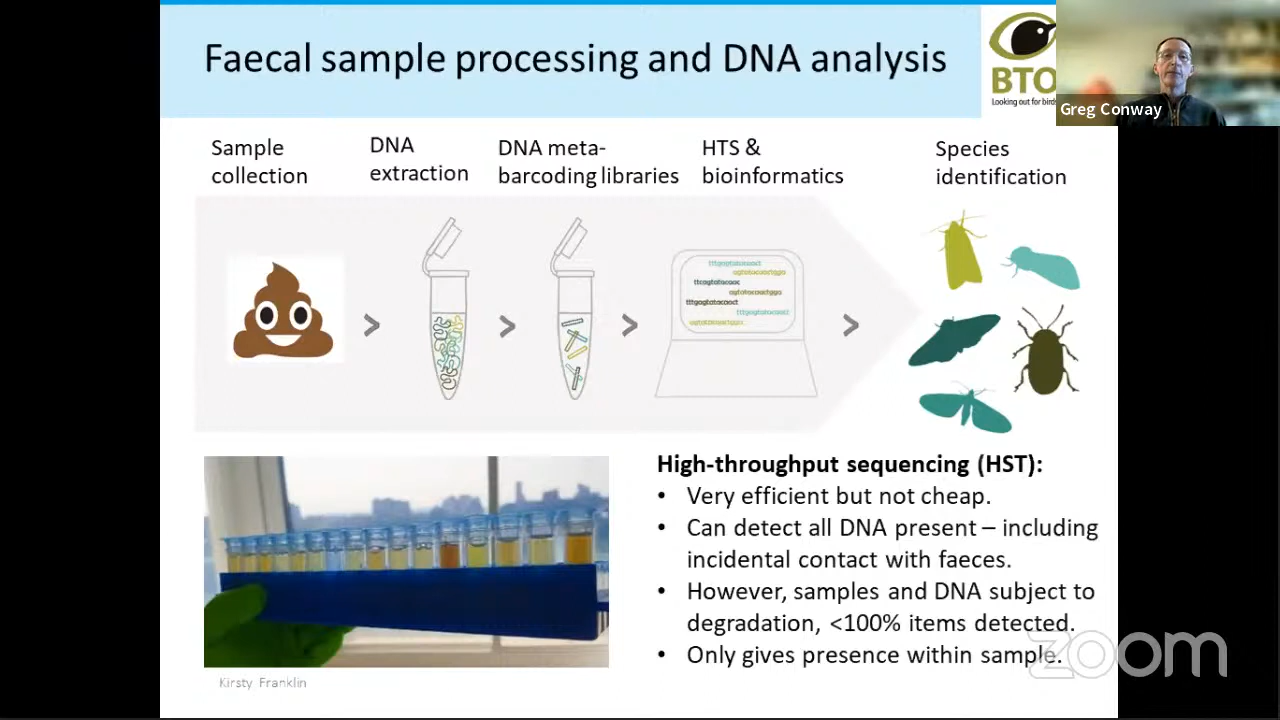 Faecal sample processing and DNA analysis
BTO
Looking out for birds
Greg Conway
Sample
collection
DNA
extraction
DNA meta-
barcoding libraries
HTS &
bioinformatics
Species
identification
High-throughput sequencing (HST):
• Very efficient but not cheap.
• Can detect all DNA present – including
incidental contact with faeces.
• However, samples and DNA subject to
degradation, <100% items detected.
• Only gives presence within sample.
Kirsty Franklin
zoom